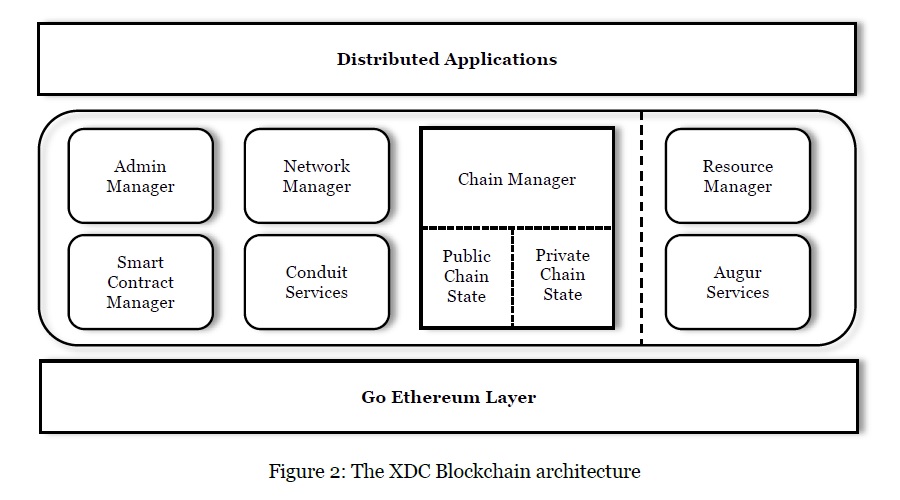 Distributed Applications
Admin
Manager
Network
Manager
Chain Manager
Resource
Manager
Smart
Contract
Manager
Conduit
Services
Public
Chain
State
Private
Chain
State
Augur
Services
Go Ethereum Layer
Figure 2: The XDC Blockchain architecture